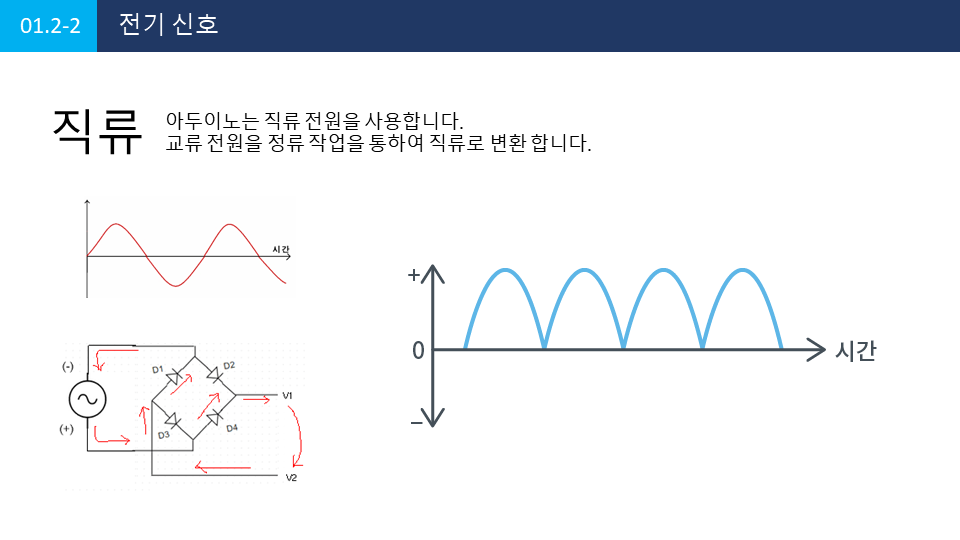 01.2-2 전기 신호
직류
아두이노는 직류 전원을 사용합니다.
교류 전원을 정류 작업을 통하여 직류로 변환 합니다.
시간
(-)
D1
D2
V1
(+)
D3
D4
V2
+
0
시간
−